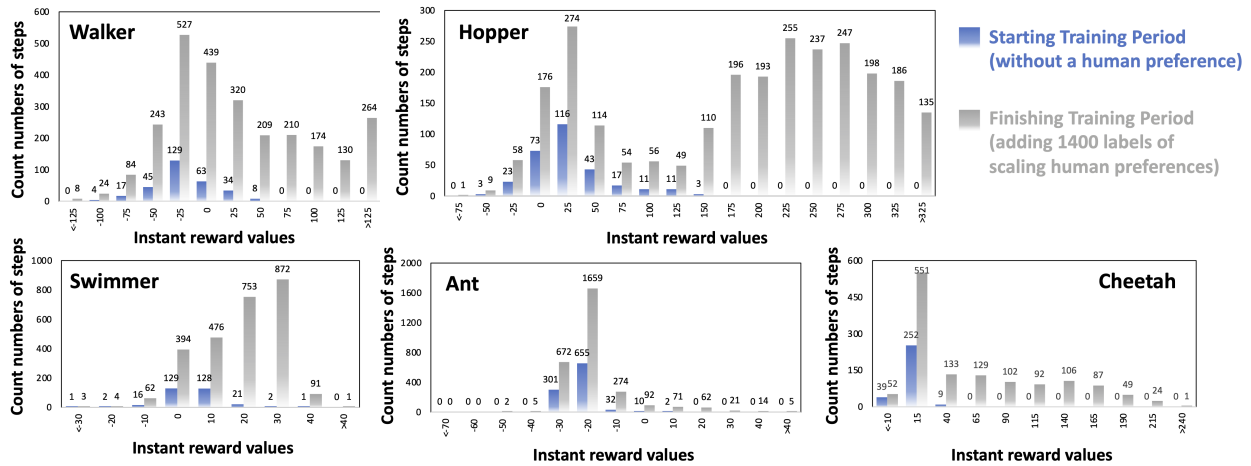 Walker
Count numbers of steps
600
500
400
300
200
100
0
0 8 4 24 17 84 45 243 129 527 63 439 34 320 8 209 0 210 0 174 0 130 0 264
<-125 -100 -75 -50 -25 0 25 50 75 100 125 >125
Instant reward values
Hopper
Count numbers of steps
300
250
200
150
100
50
0
0 1 3 9 23 58 73 176 116 274 43 114 17 54 11 56 11 49 3 110 0 196 0 193 0 255 0 237 0 247 0 198 0 186 0 135
<-75 -50 -25 0 25 50 75 100 125 150 175 200 225 250 275 300 325 >325
Instant reward values
Starting Training Period
(without a human preference)
Finishing Training Period
(adding 1400 labels of
scaling human preferences)
Swimmer
Count numbers of steps
1000
800
600
400
200
0
1 3 2 4 16 62 129 394 128 476 21 753 2 872 1 91 0 1
<-30 -20 -10 0 10 20 30 40 >40
Instant reward values
Ant
Count numbers of steps
2000
1600
1200
800
400
0
0 0 0 0 0 2 0 5 301 672 655 1659 32 274 10 92 2 71 0 62 0 21 0 14 0 5
<-70 -60 -50 -40 -30 -20 -10 0 10 20 30 40 >40
Instant reward values
Cheetah
Count numbers of steps
600
450
300
150
0
39 52 252 551 9 133 0 129 0 102 0 92 0 106 0 87 0 49 0 24 0 1
<-10 15 40 65 90 115 140 165 190 215 >240
Instant reward values